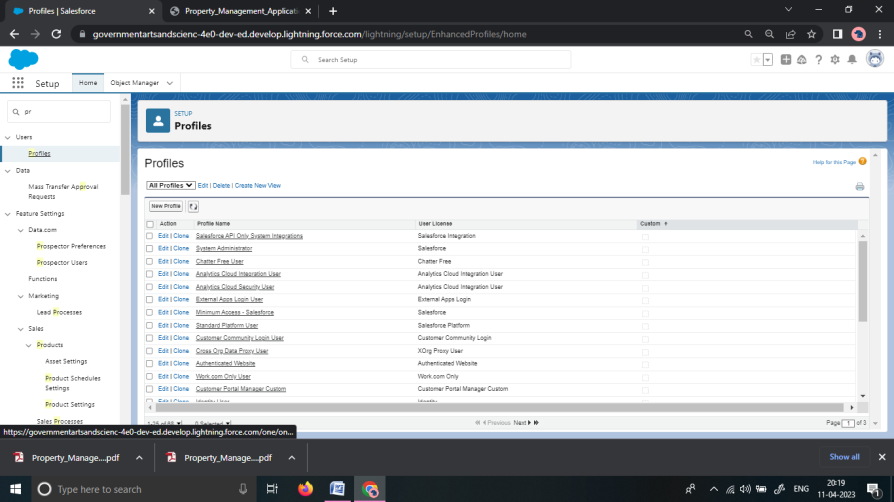 Profiles | Salesforce
Property_Management_Applicati
governmentartsandscienc-4e0-dev-ed.develop.lightning.force.com/lightning/setup/EnhancedProfiles/home
Search Setup
Setup
Home
Object Manager
pr
Users
Profiles
Data
Mass Transfer Approval
Requests
Feature Settings
Data.com
Prospector Preferences
Prospector Users
Functions
Marketing
Lead Processes
Sales
Products
Asset Settings
Product Schedules
Settings
Product Settings
Sales Processes
SETUP
Profiles
Profiles
Help for this Page
All Profiles Edit | Delete | Create New View
New Profile
Action Profile Name User License Custom
Edit | Clone Salesforce API Only System Integrations Salesforce Integration
Edit | Clone System Administrator Salesforce
Edit | Clone Chatter Free User Chatter Free
Edit | Clone Analytics Cloud Integration User Analytics Cloud Integration User
Edit | Clone Analytics Cloud Security User Analytics Cloud Integration User
Edit | Clone External Apps Login User External Apps Login
Edit | Clone Minimum Access - Salesforce Salesforce
Edit | Clone Standard Platform User Salesforce Platform
Edit | Clone Customer Community Login User Customer Community Login
Edit | Clone Cross Org Data Proxy User XOrg Proxy User
Edit | Clone Authenticated Website Authenticated Website
Edit | Clone Work.com Only User Work.com Only
Edit | Clone Customer Portal Manager Custom Customer Portal Manager Custom
Edit | Clone Identity User Identity
0 Selected
Previous Next
Page 1 of 3
https://governmentartsandscienc-4e0-dev-ed.develop.lightning.force.com/one/on...
Property_Manage....pdf
Property_Manage....pdf
Show all
Type here to search
ENG
20:19
11-04-2023